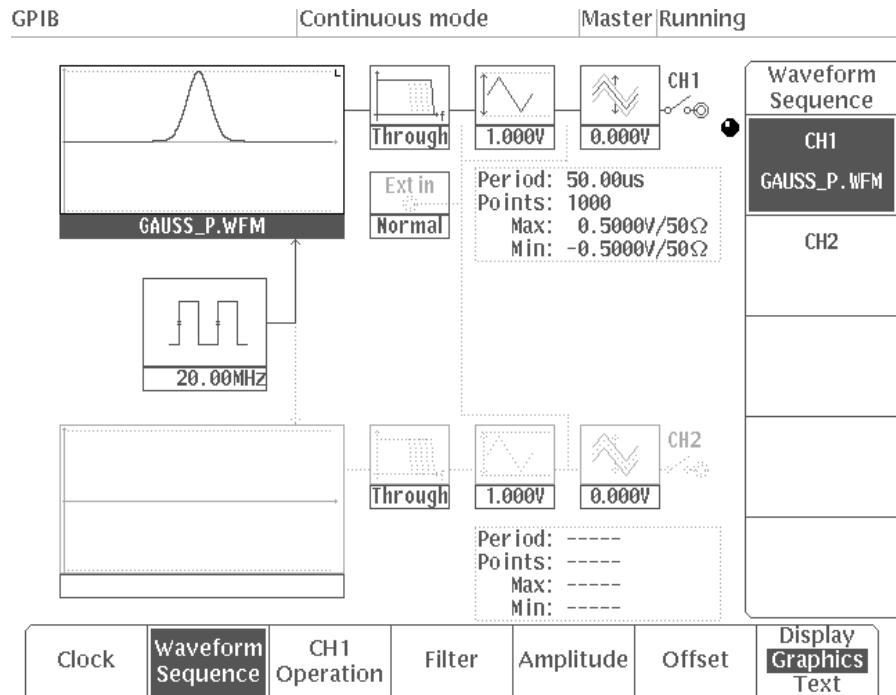 GPIB Continuous mode Master Running
Waveform
Sequence
CH1
GAUSS_P.WFM
CH2
L
f
Through
1.000V
0.000V
CH1
GAUSS_P.WFM
Ext in
Normal
Period: 50.00us
Points: 1000
Max: 0.5000V/50Ω
Min: -0.5000V/50Ω
20.00MHz
Through
1.000V
0.000V
CH2
Period: -----
Points: -----
Max: -----
Min: -----
Clock
Waveform
Sequence
CH1
Operation
Filter
Amplitude
Offset
Display
Graphics
Text